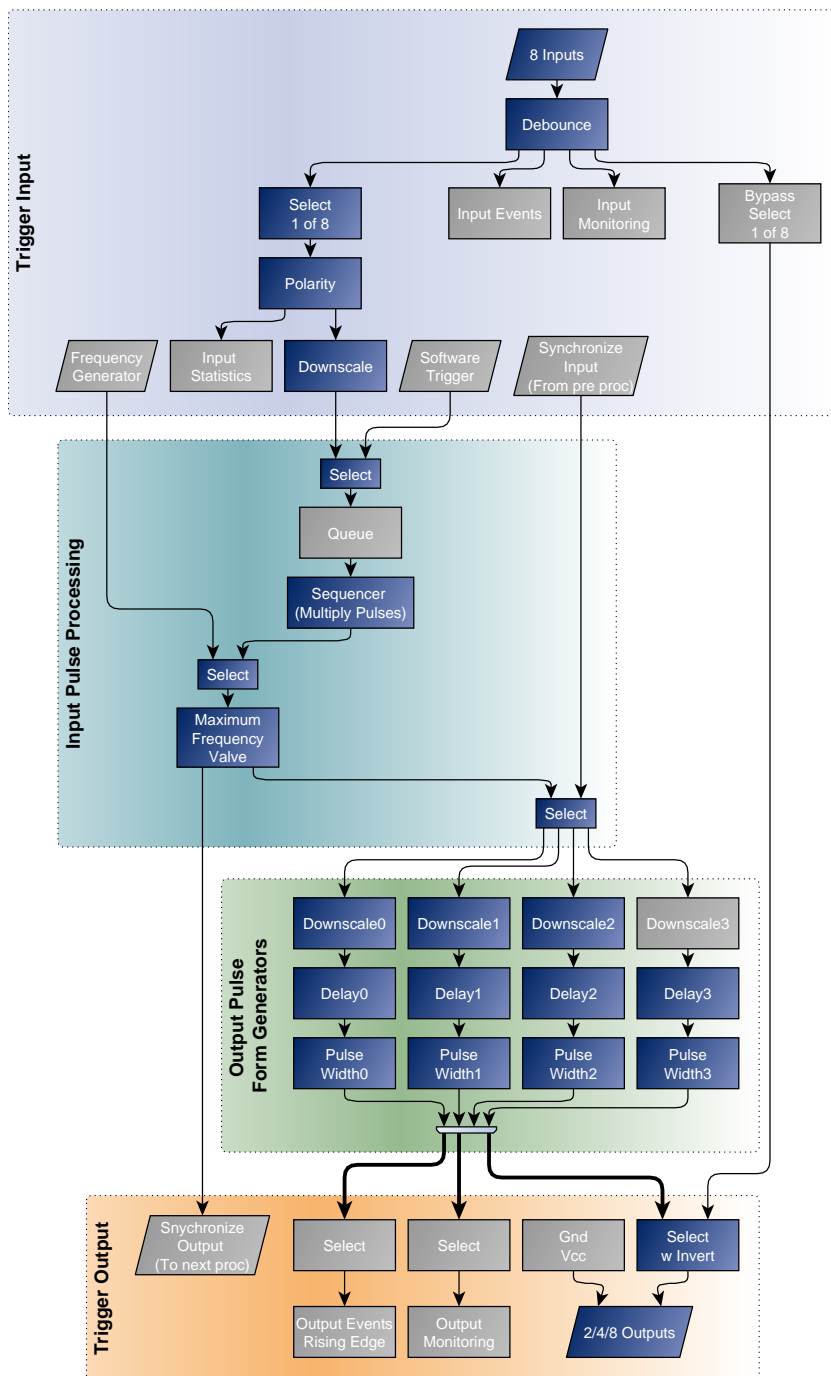 Trigger Input
8 Inputs
Debounce
Select
1 of 8
Input Events
Input
Monitoring
Bypass
Select
1 of 8
Polarity
Frequency
Generator
Input
Statistics
Downscale
Software
Trigger
Synchronize
Input
(From pre proc)
Input Pulse Processing
Select
Queue
Sequencer
(Multiply Pulses)
Select
Maximum
Frequency
Valve
Select
Output Pulse
Form Generators
Downscale0
Downscale1
Downscale2
Downscale3
Delay0
Delay1
Delay2
Delay3
Pulse
Width0
Pulse
Width1
Pulse
Width2
Pulse
Width3
Trigger Output
Snychronize
Output
(To next proc)
Select
Select
Gnd
Vcc
Select
w Invert
Output Events
Rising Edge
Output
Monitoring
2/4/8 Outputs